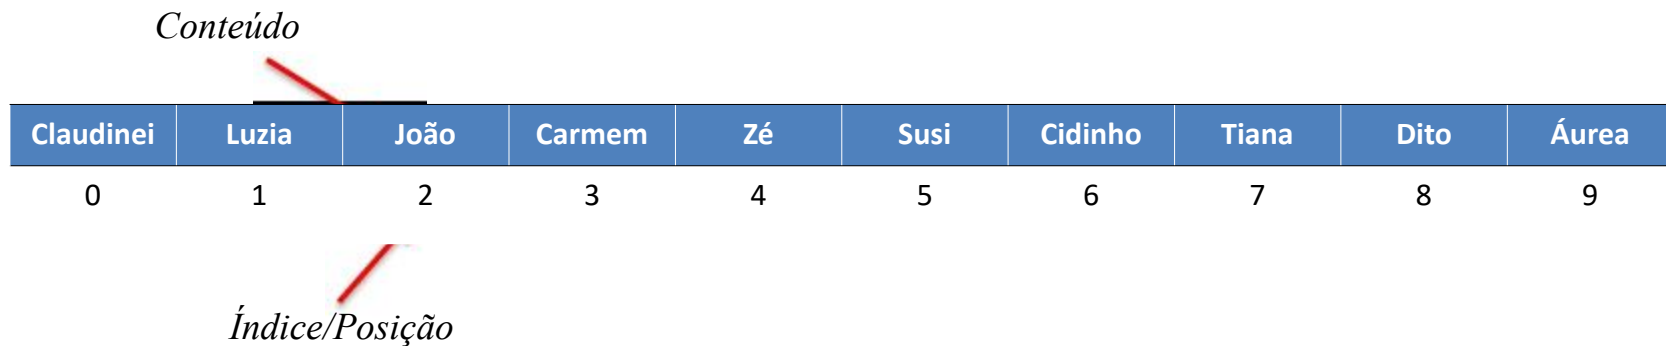 Conteúdo
Claudinei Luzia João Carmem Zé Susi Cidinho Tiana Dito Áurea
0 1 2 3 4 5 6 7 8 9
Índice/Posição